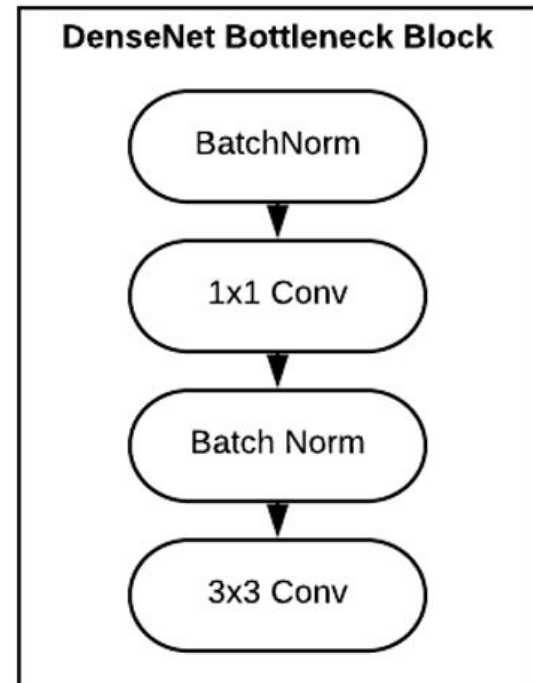 DenseNet Bottleneck Block
BatchNorm
1x1 Conv
Batch Norm
3x3 Conv